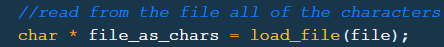 //read from the file all of the characters
char * file_as_chars = load_file(file);